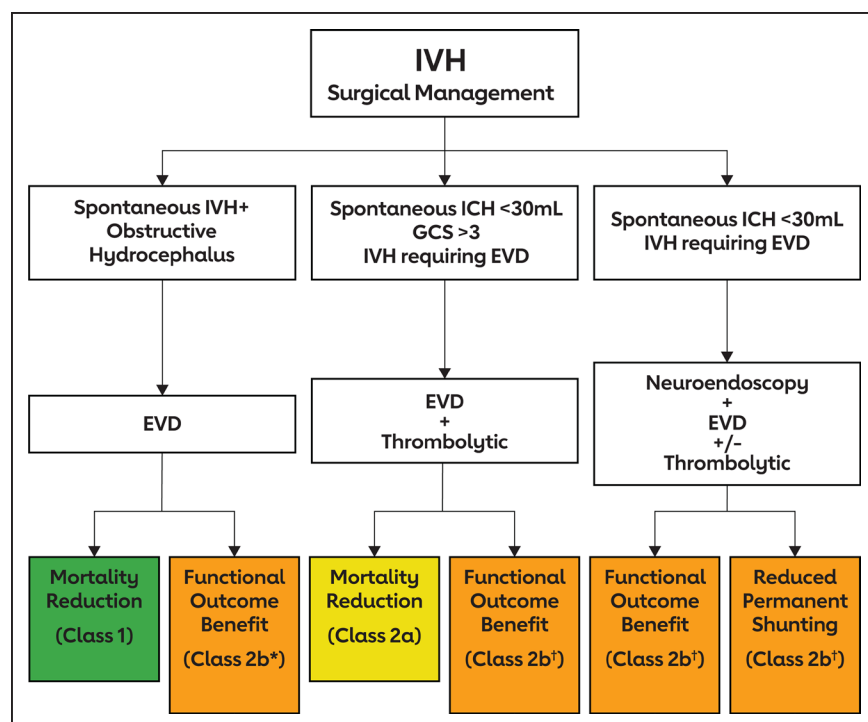 IVH
Surgical Management
Spontaneous IVH+
Obstructive
Hydrocephalus
Spontaneous ICH <30mL
GCS >3
IVH requiring EVD
Spontaneous ICH <30mL
IVH requiring EVD
EVD
EVD
+
Thrombolytic
Neuroendoscopy
+
EVD
+/-
Thrombolytic
Mortality
Reduction
(Class 1)
Functional
Outcome
Benefit
(Class 2b*)
Mortality
Reduction
(Class 2a)
Functional
Outcome
Benefit
(Class 2b†)
Functional
Outcome
Benefit
(Class 2b†)
Reduced
Permanent
Shunting
(Class 2b†)